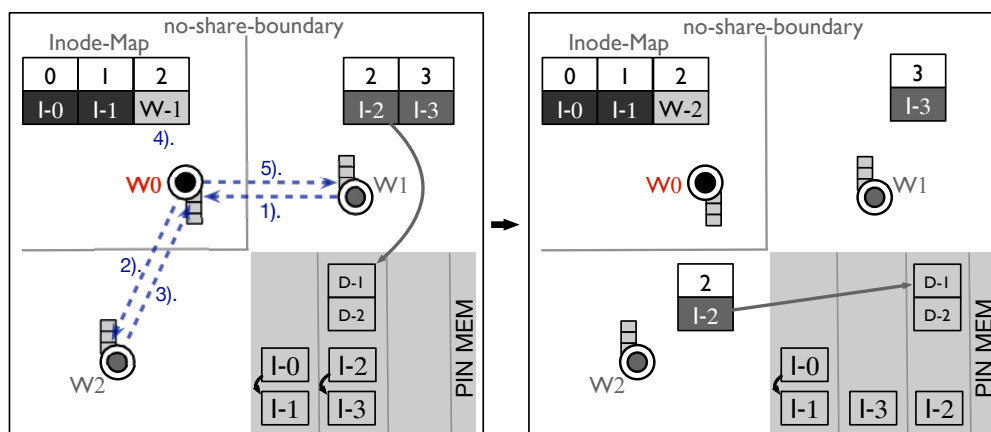 no-share-boundary
Inode-Map
0 1 2
I-0 I-1 W-1
2 3
I-2 I-3
4).
W0
5).
1).
W1
2).
3).
W2
D-1
D-2
I-0 I-2
I-1 I-3
PIN MEM
no-share-boundary
Inode-Map
0 1 2
I-0 I-1 W-2
3
I-3
W0
W1
2
I-2
W2
D-1
D-2
I-0
I-1 I-3 I-2
PIN MEM